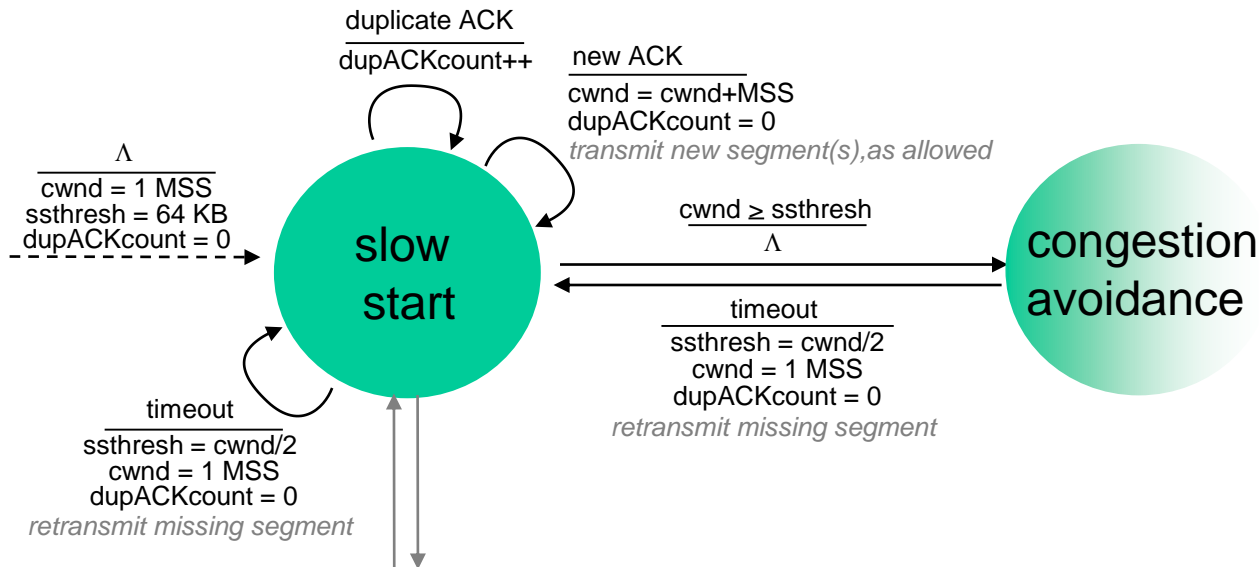 duplicate ACK
dupACKcount++
new ACK
cwnd = cwnd+MSS
dupACKcount = 0
transmit new segment(s),as allowed
Λ
cwnd = 1 MSS
ssthresh = 64 KB
dupACKcount = 0
slow
start
cwnd ≥ ssthresh
Λ
congestion
avoidance
timeout
ssthresh = cwnd/2
cwnd = 1 MSS
dupACKcount = 0
retransmit missing segment
timeout
ssthresh = cwnd/2
cwnd = 1 MSS
dupACKcount = 0
retransmit missing segment